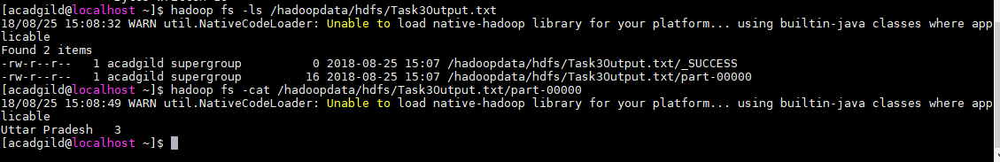 [acadgild@localhost ~]$ hadoop fs -ls /hadoopdata/hdfs/Task3Output.txt
18/08/25 15:08:32 WARN util.NativeCodeLoader: Unable to load native-hadoop library for your platform... using builtin-java classes where app
licable
Found 2 items
-rw-r--r--   1 acadgild supergroup          0 2018-08-25 15:07 /hadoopdata/hdfs/Task3Output.txt/_SUCCESS
-rw-r--r--   1 acadgild supergroup         16 2018-08-25 15:07 /hadoopdata/hdfs/Task3Output.txt/part-00000
[acadgild@localhost ~]$ hadoop fs -cat /hadoopdata/hdfs/Task3Output.txt/part-00000
18/08/25 15:08:49 WARN util.NativeCodeLoader: Unable to load native-hadoop library for your platform... using builtin-java classes where app
licable
Uttar Pradesh   3
[acadgild@localhost ~]$